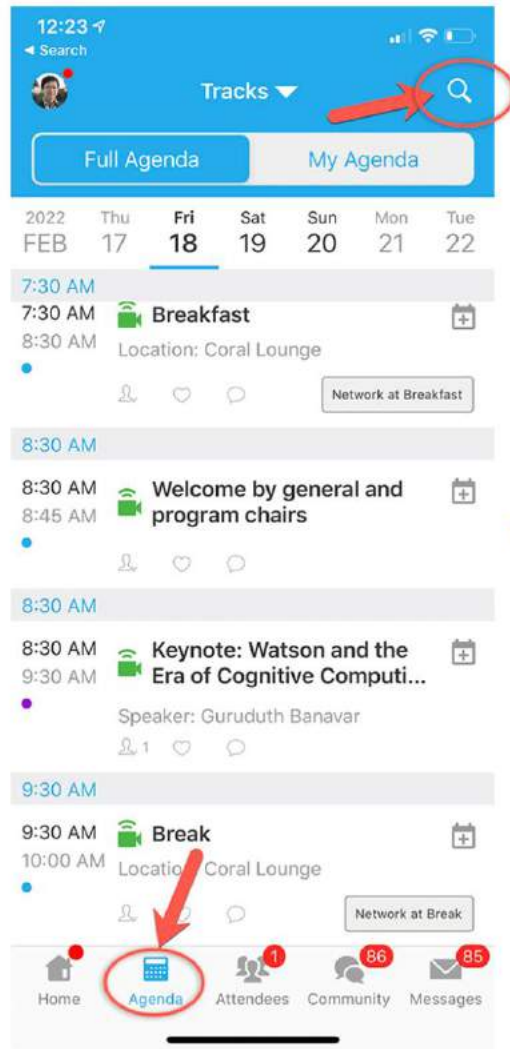 12:23
◄ Search
Tracks
Full Agenda My Agenda
2022 Thu Fri Sat Sun Mon Tue
FEB 17 18 19 20 21 22
7:30 AM
7:30 AM Breakfast
8:30 AM Location: Coral Lounge
Network at Breakfast
8:30 AM
8:30 AM Welcome by general and
8:45 AM program chairs
8:30 AM
8:30 AM Keynote: Watson and the
9:30 AM Era of Cognitive Computi...
Speaker: Guruduth Banavar
1
9:30 AM
9:30 AM Break
10:00 AM Location: Coral Lounge
Network at Break
1 86 85
Home Agenda Attendees Community Messages